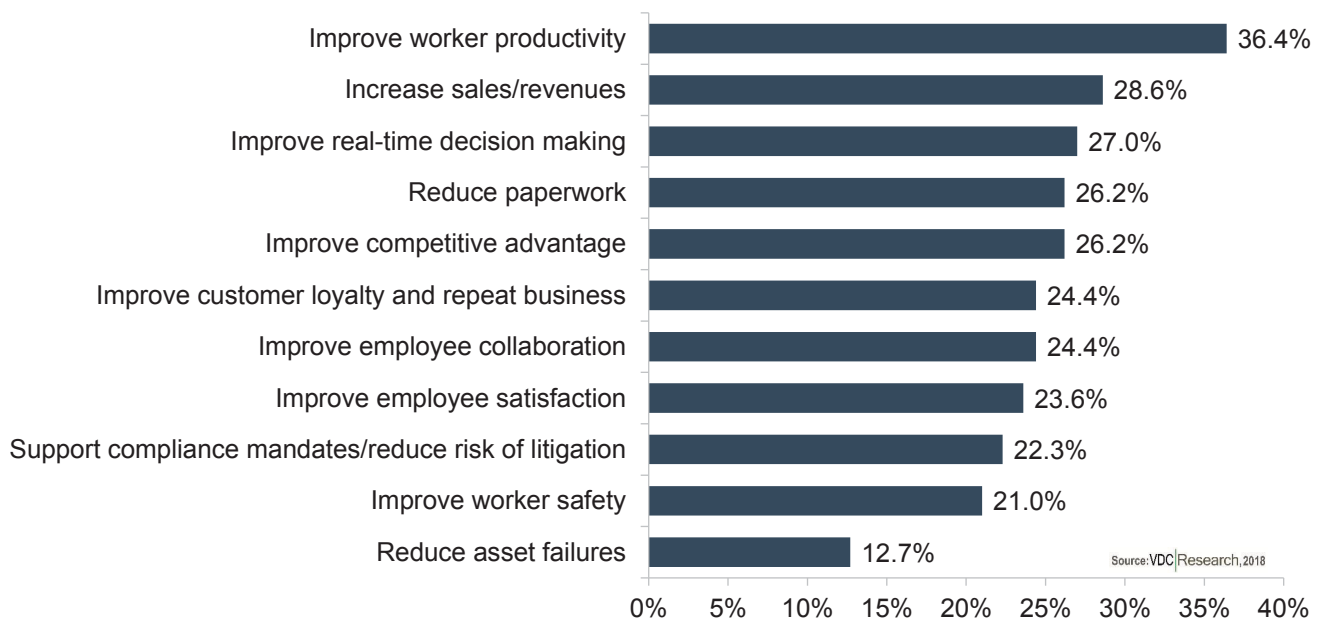 Improve worker productivity 36.4%
Increase sales/revenues 28.6%
Improve real-time decision making 27.0%
Reduce paperwork 26.2%
Improve competitive advantage 26.2%
Improve customer loyalty and repeat business 24.4%
Improve employee collaboration 24.4%
Improve employee satisfaction 23.6%
Support compliance mandates/reduce risk of litigation 22.3%
Improve worker safety 21.0%
Reduce asset failures 12.7%
Source: VDC Research, 2018
0% 5% 10% 15% 20% 25% 30% 35% 40%